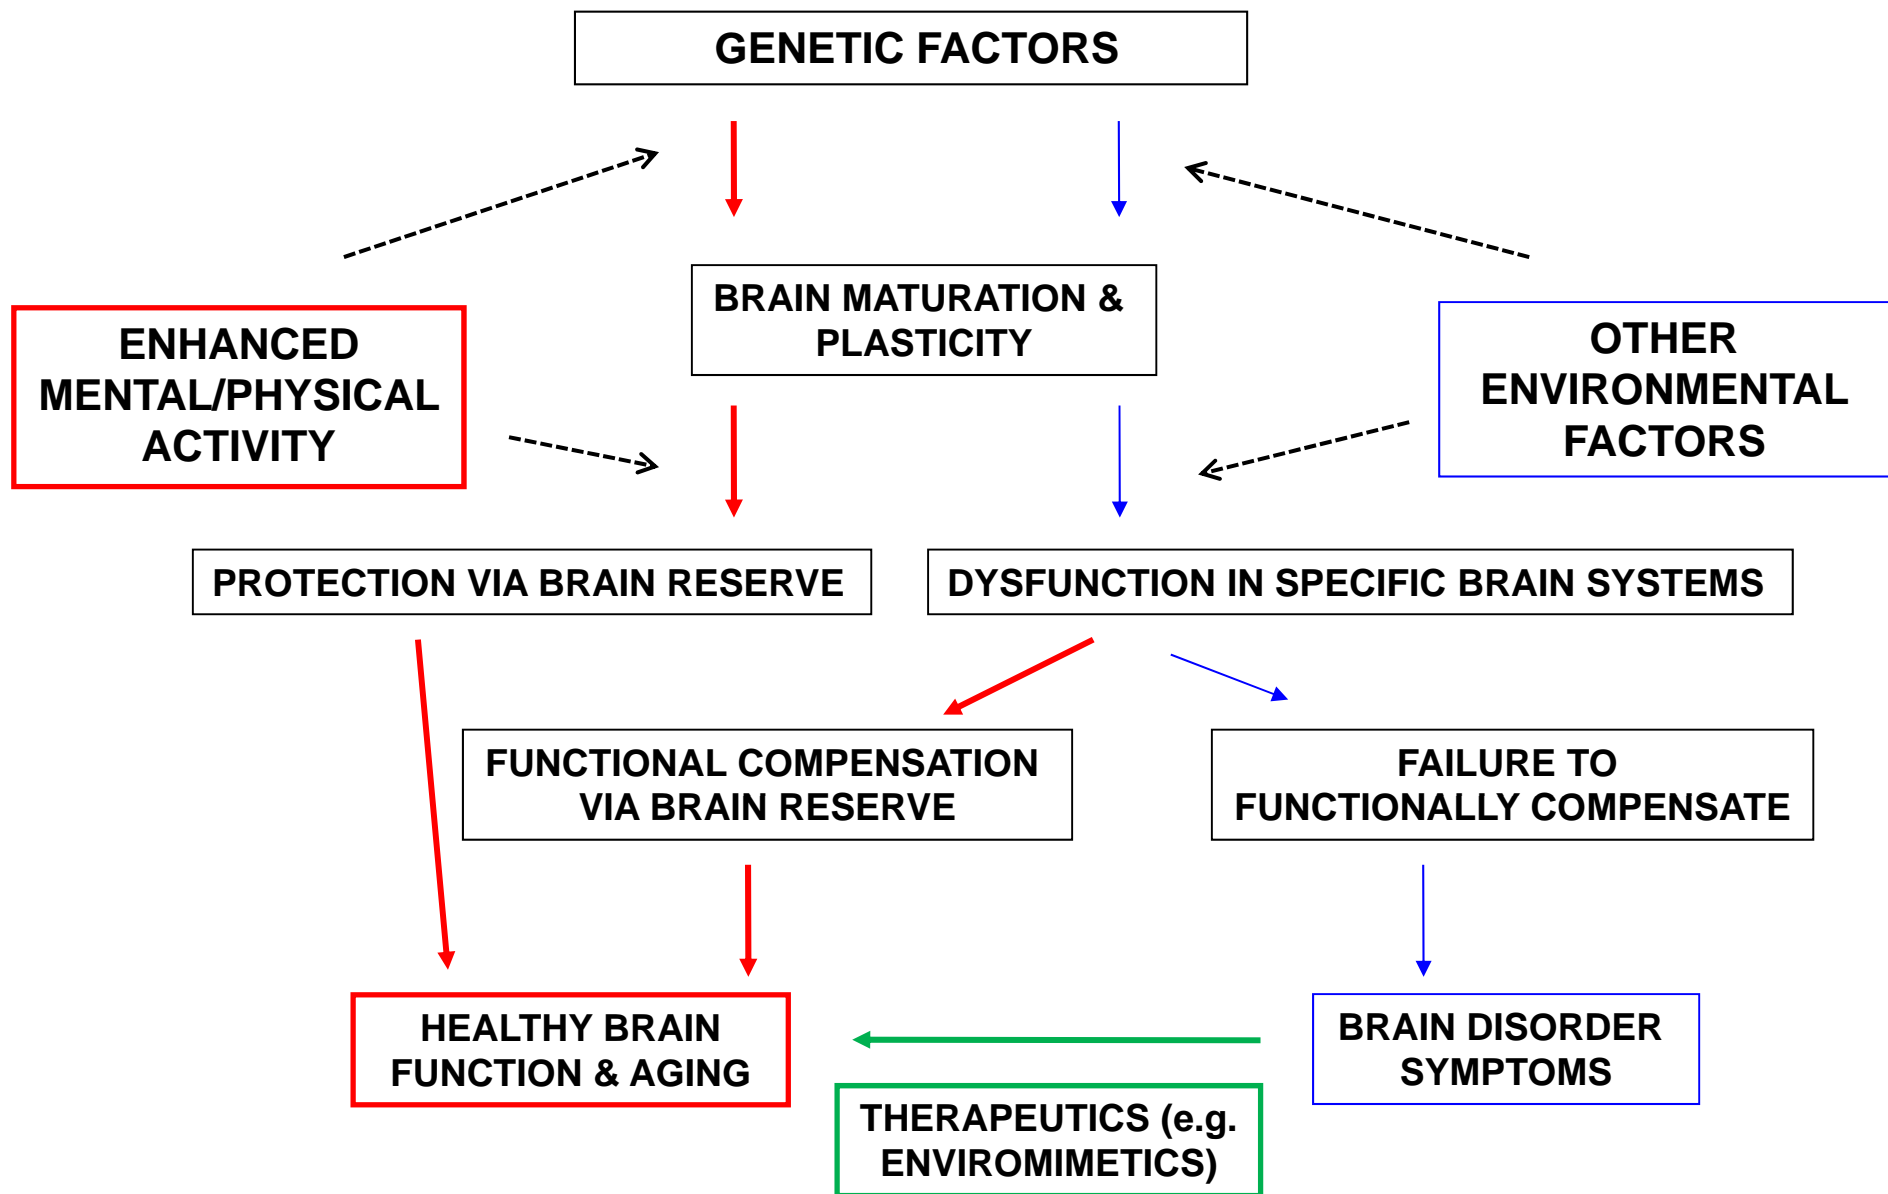 GENETIC FACTORS
BRAIN MATURATION &
PLASTICITY
ENHANCED
MENTAL/PHYSICAL
ACTIVITY
OTHER
ENVIRONMENTAL
FACTORS
PROTECTION VIA BRAIN RESERVE
DYSFUNCTION IN SPECIFIC BRAIN SYSTEMS
FUNCTIONAL COMPENSATION
VIA BRAIN RESERVE
FAILURE TO
FUNCTIONALLY COMPENSATE
HEALTHY BRAIN
FUNCTION & AGING
BRAIN DISORDER
SYMPTOMS
THERAPEUTICS (e.g.
ENVIROMIMETICS)